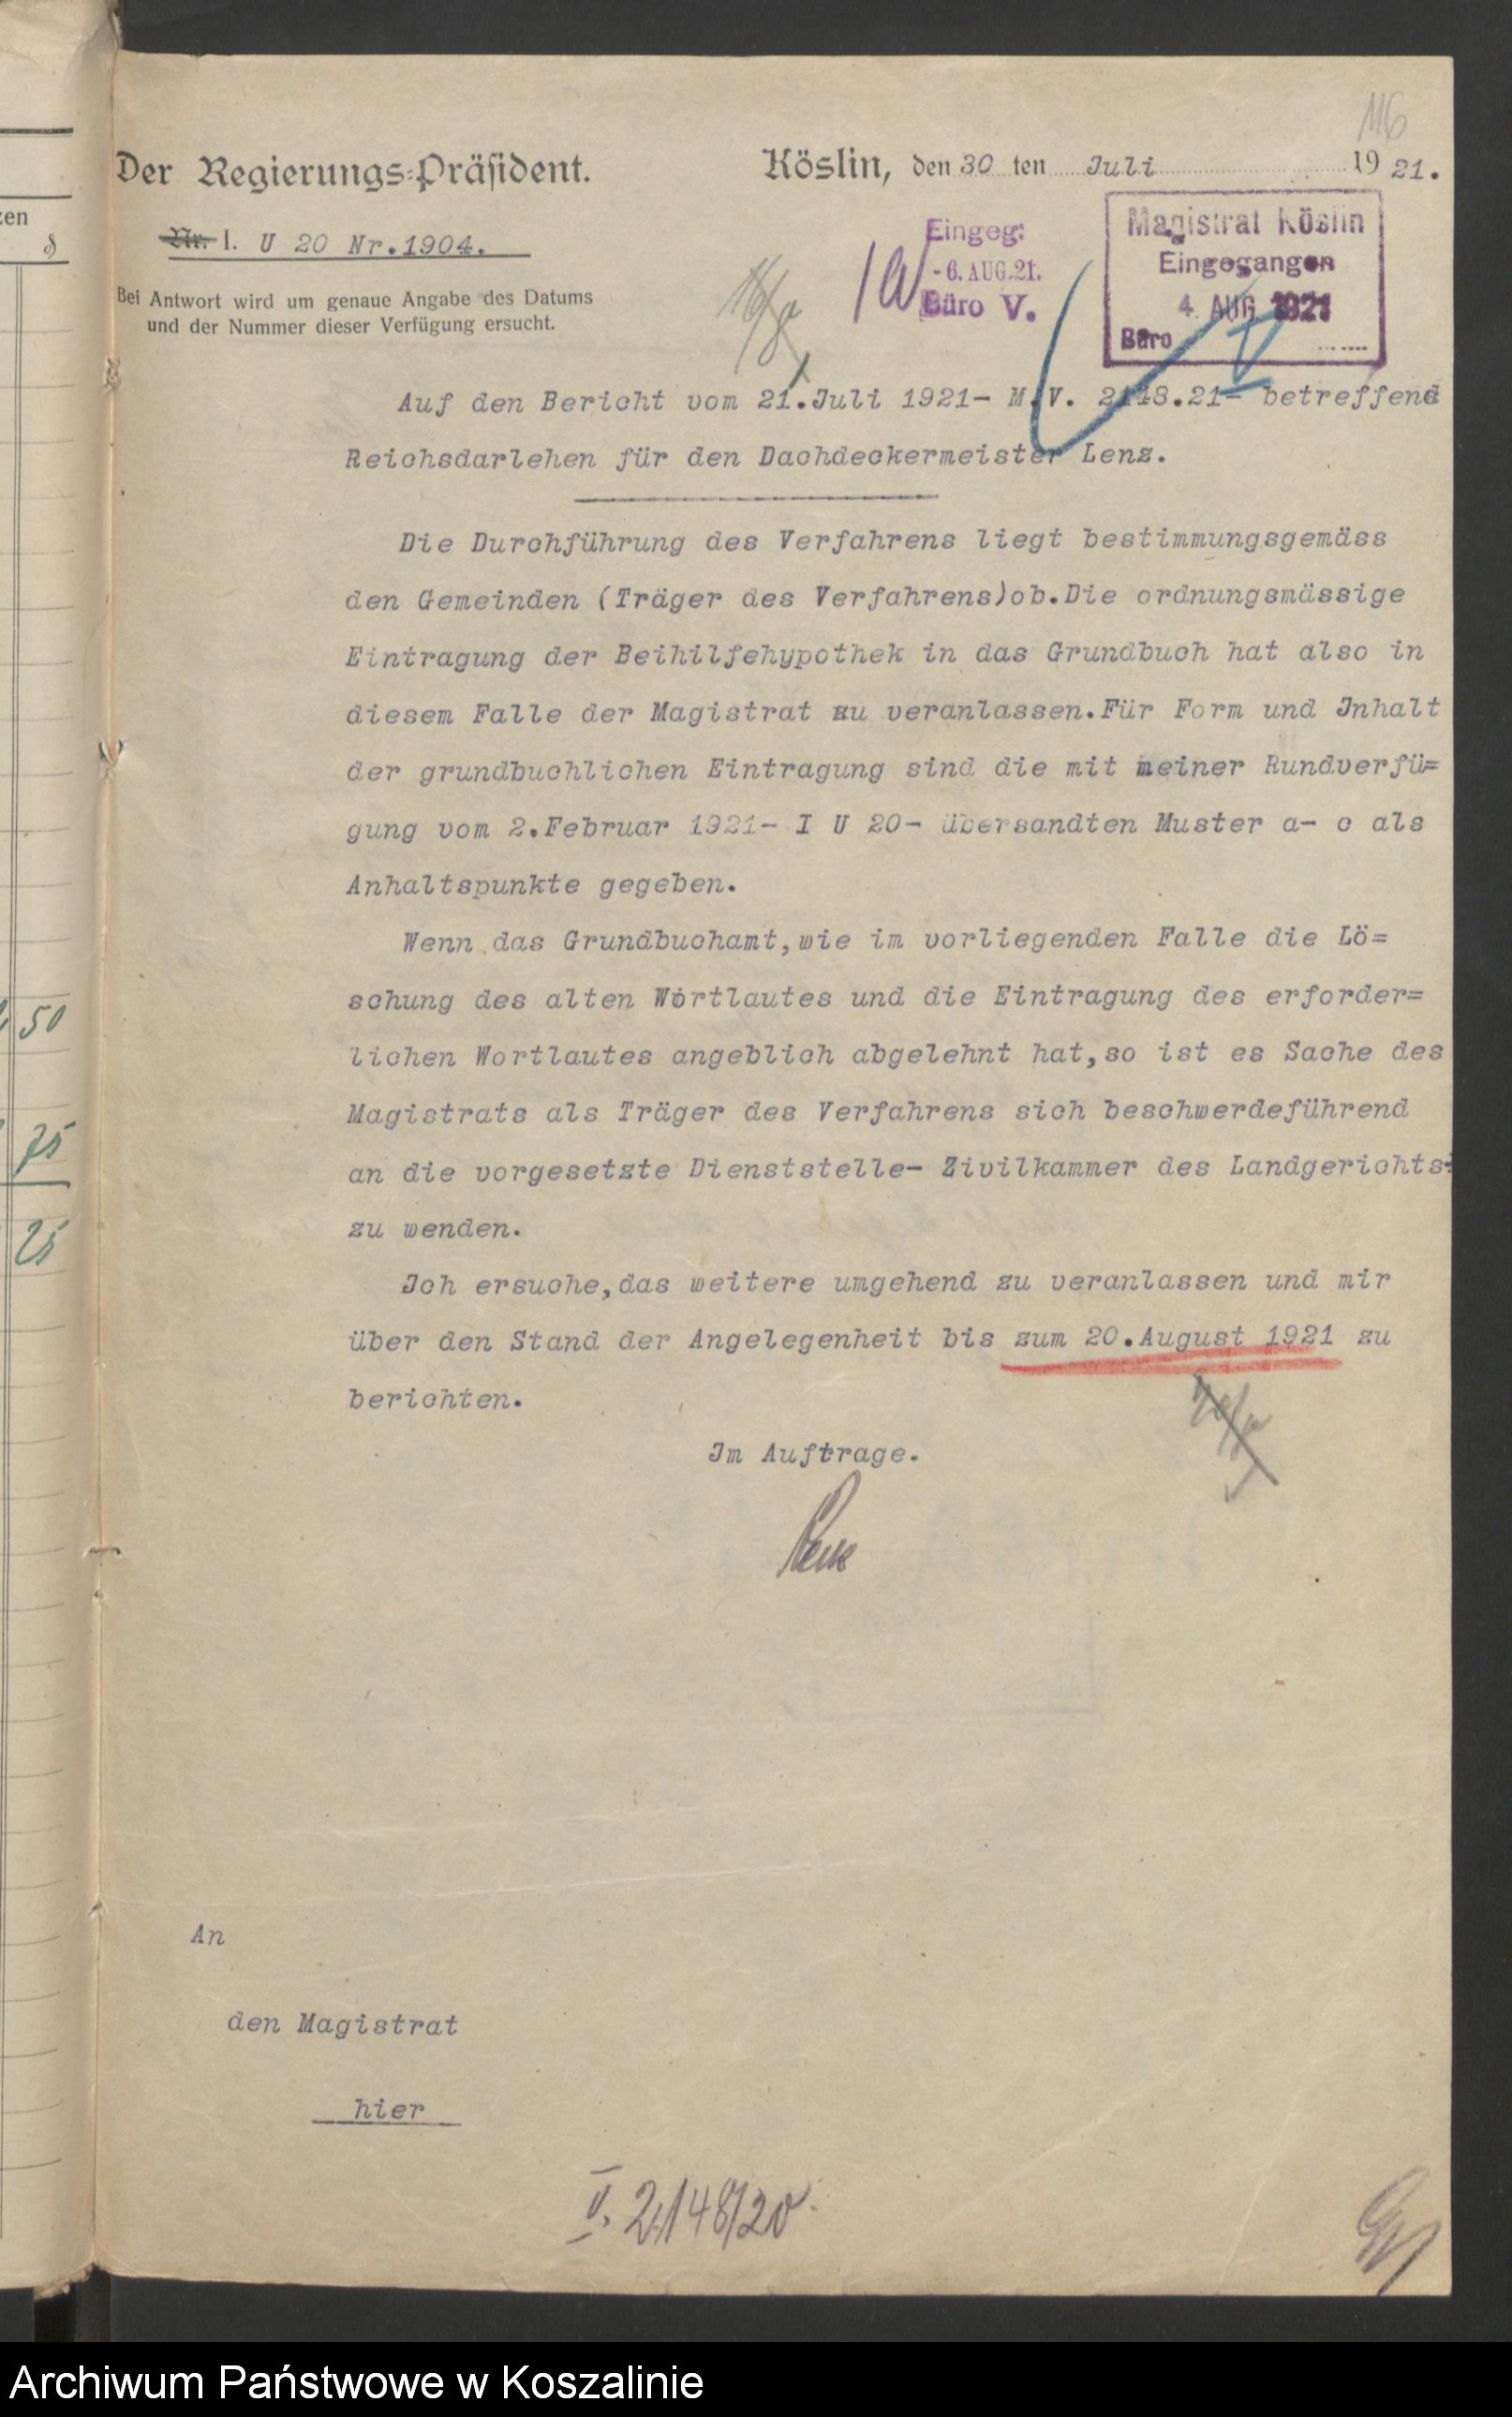 116
Der Regierungs-Präsident.
Köslin, den 30 ten Juli 1921.
Nr. I. U 20 Nr.1904.
Bei Antwort wird um genaue Angabe des Datums
und der Nummer dieser Verfügung ersucht.
Eingeg:
- 6. AUG.21.
Büro V.
Magistrat Köslin
Eingegangen
4. AUG 1921
Büro
V
Auf den Bericht vom 21.Juli 1921- M.V. 2148.21- betreffend
Reichsdarlehen für den Dachdeckermeister Lenz.
Die Durchführung des Verfahrens liegt bestimmungsgemäss
den Gemeinden (Träger des Verfahrens)ob.Die ordnungsmässige
Eintragung der Beihilfehypothek in das Grundbuch hat also in
diesem Falle der Magistrat zu veranlassen.Für Form und Inhalt
der grundbuchlichen Eintragung sind die mit meiner Rundverfü=
gung vom 2.Februar 1921- I U 20- übersandten Muster a- c als
Anhaltspunkte gegeben.
Wenn das Grundbuchamt,wie im vorliegenden Falle die Lö=
schung des alten Wortlautes und die Eintragung des erforder=
lichen Wortlautes angeblich abgelehnt hat,so ist es Sache des
Magistrats als Träger des Verfahrens sich beschwerdeführend
an die vorgesetzte Dienststelle- Zivilkammer des Landgerichts-
zu wenden.
Ich ersuche,das weitere umgehend zu veranlassen und mir
über den Stand der Angelegenheit bis zum 20.August 1921 zu
berichten.
Im Auftrage.
An
den Magistrat
hier
V. 2148/20
zen
₰
50
75
25
Archiwum Państwowe w Koszalinie